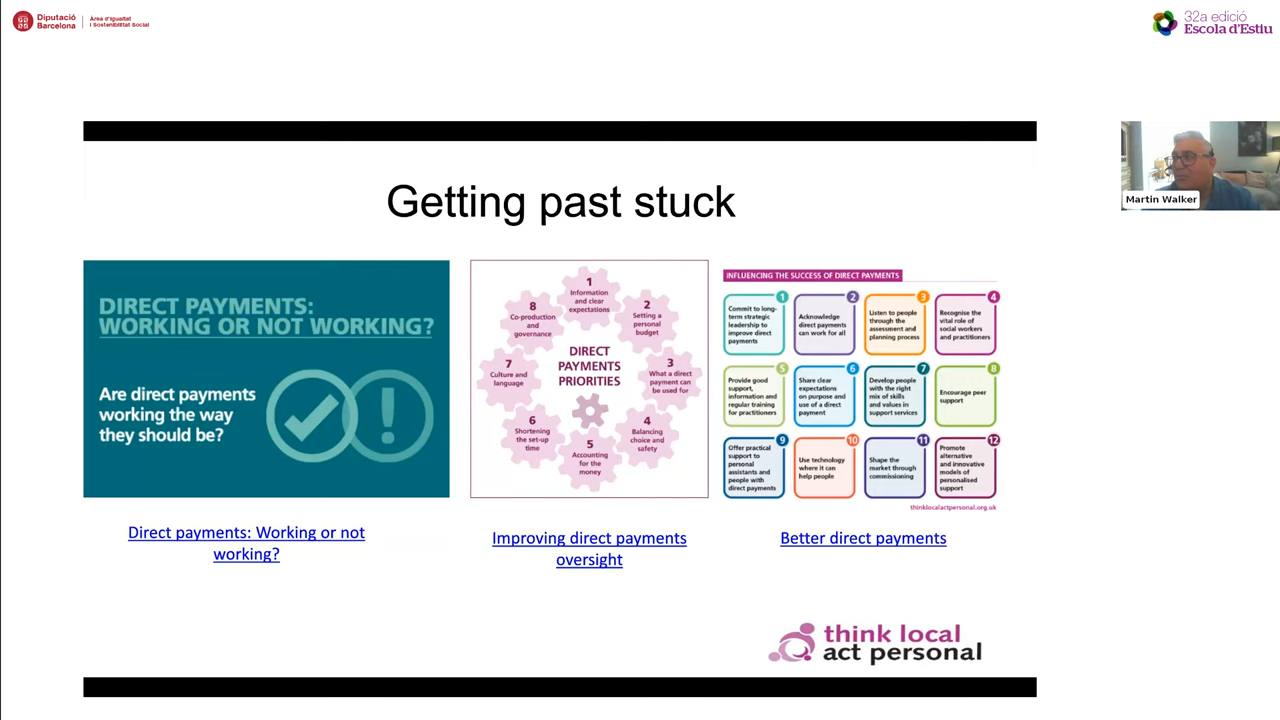 Diputació
Barcelona
Àrea d'Igualtat
i Sostenibilitat Social
32a edició
Escola d'Estiu
Martin Walker
Getting past stuck
DIRECT PAYMENTS:
WORKING OR NOT WORKING?
Are direct payments
working the way
they should be?
Direct payments: Working or not
working?
1
Information
and clear
expectations
2
Setting a
personal
budget
3
What a direct
payment can
be used for
4
Balancing
choice and
safety
5
Accounting
for the
money
6
Shortening
the set-up
time
7
Culture and
language
8
Co-production
and
governance
DIRECT
PAYMENTS
PRIORITIES
Improving direct payments
oversight
INFLUENCING THE SUCCESS OF DIRECT PAYMENTS
1
Commit to long-
term strategic
leadership to
improve direct
payments
2
Acknowledge
direct payments
can work for all
3
Listen to people
through the
assessment and
planning process
4
Recognise the
vital role of
social workers
and practitioners
5
Provide good
support,
information and
regular training
for practitioners
6
Share clear
expectations
on purpose and
use of a direct
payment
7
Develop people
with the right
mix of skills
and values in
support services
8
Encourage peer
support
9
Offer practical
support to
personal
assistants and
people with
direct payments
10
Use technology
where it can
help people
11
Shape the
market through
commissioning
12
Promote
alternative
and innovative
models of
personalised
support
thinklocalactpersonal.org.uk
Better direct payments
think local
act personal